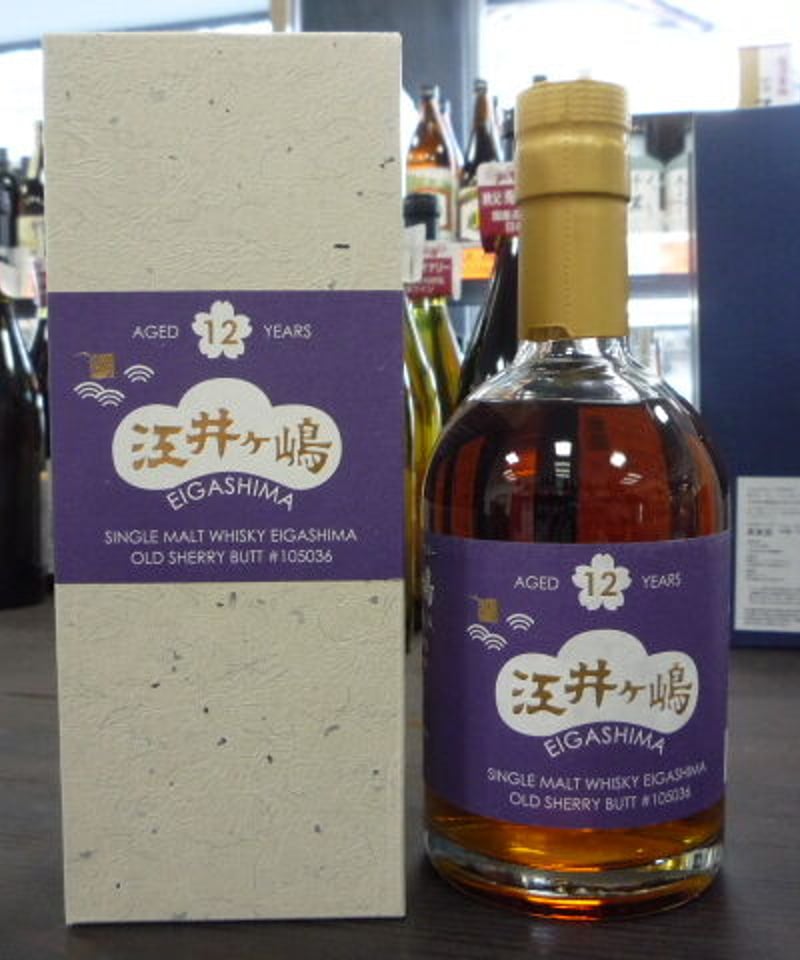 AGED 12 YEARS
江井ヶ嶋
EIGASHIMA
SINGLE MALT WHISKY EIGASHIMA
OLD SHERRY BUTT #105036
AGED 12 YEARS
江井ヶ嶋
EIGASHIMA
SINGLE MALT WHISKY EIGASHIMA
OLD SHERRY BUTT #105036